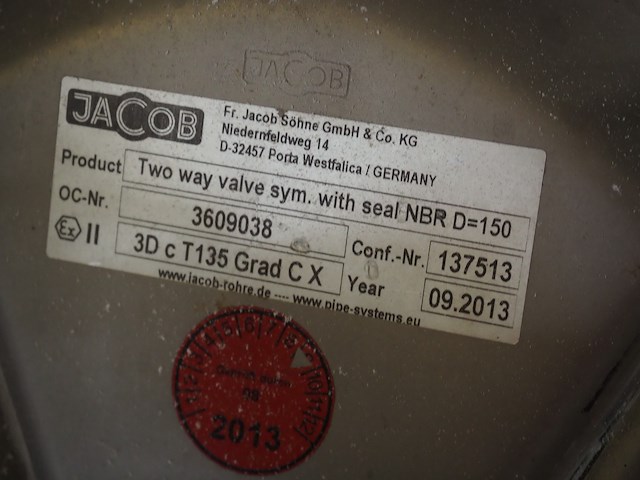 JACOB
JACOB
Fr. Jacob Söhne GmbH & Co. KG
Niedernfeldweg 14
D-32457 Porta Westfalica / GERMANY
Product Two way valve sym. with seal NBR D=150
OC-Nr. 3609038 Conf.-Nr. 137513
Ex II 3D c T135 Grad C X Year 09.2013
www.jacob-rohre.de ---- www.pipe-systems.eu
2013